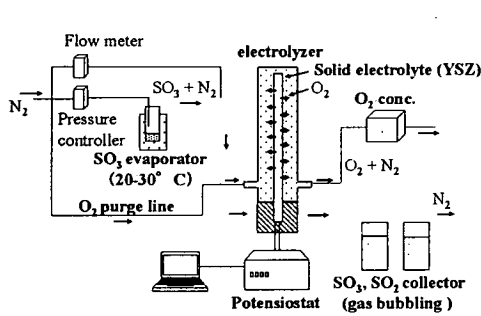 Flow meter
electrolyzer
Solid electrolyte (YSZ)
O₂
O₂ conc.
SO₃ + N₂
N₂
Pressure
controller
SO₃ evaporator
(20-30° C)
O₂ + N₂
O₂ purge line
N₂
SO₃, SO₂ collector
(gas bubbling )
Potensiostat